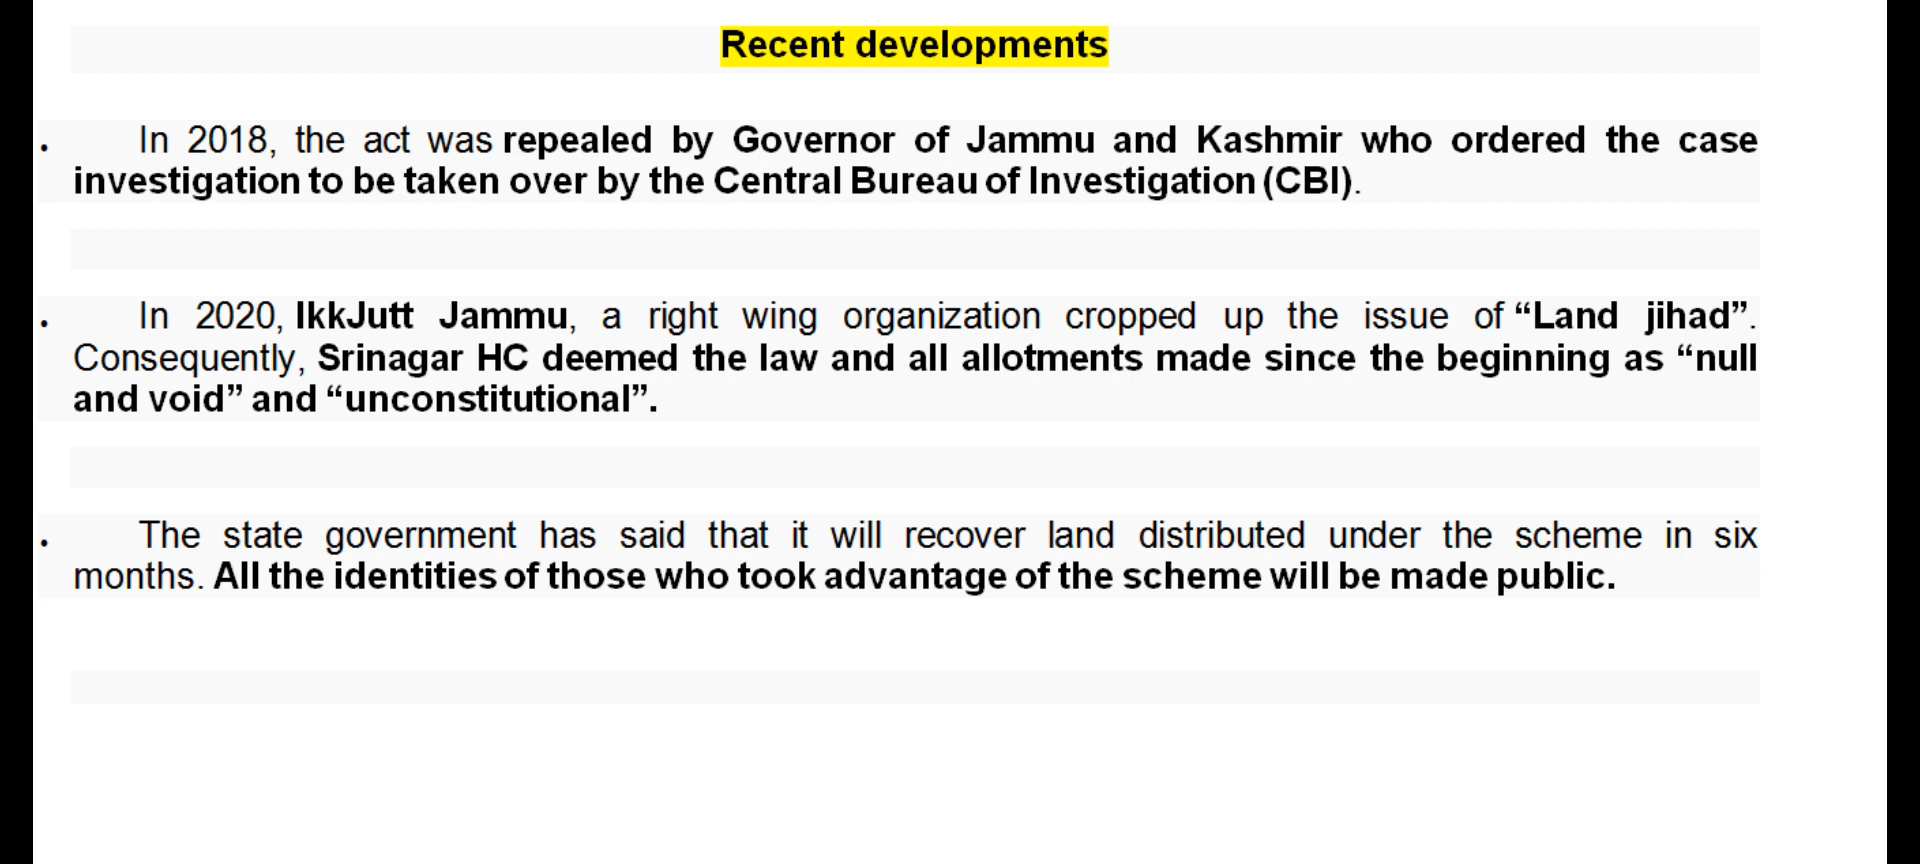 Recent developments
• In 2018, the act was repealed by Governor of Jammu and Kashmir who ordered the case
investigation to be taken over by the Central Bureau of Investigation (CBI).
• In 2020, IkkJutt Jammu, a right wing organization cropped up the issue of “Land jihad”.
Consequently, Srinagar HC deemed the law and all allotments made since the beginning as “null
and void” and “unconstitutional”.
• The state government has said that it will recover land distributed under the scheme in six
months. All the identities of those who took advantage of the scheme will be made public.